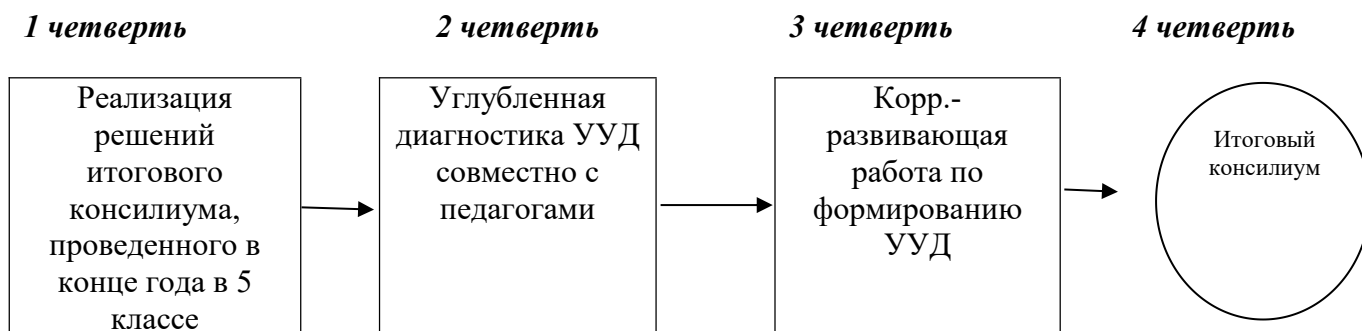 1 четверть
2 четверть
3 четверть
4 четверть
Реализация
решений
итогового
консилиума,
проведенного в
конце года в 5
классе
Углубленная
диагностика УУД
совместно с
педагогами
Корр.-
развивающая
работа по
формированию
УУД
Итоговый
консилиум